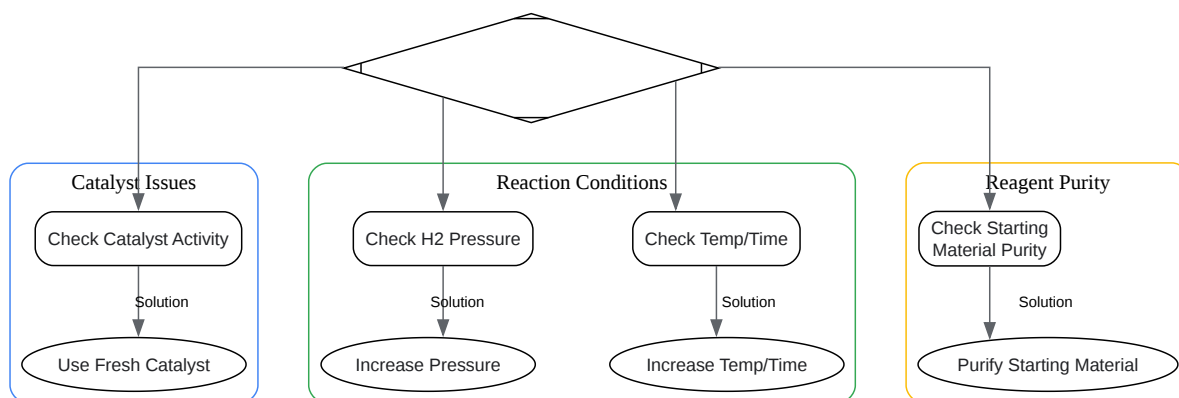 Catalyst Issues
Reaction Conditions
Reagent Purity
Check Catalyst Activity
Check H2 Pressure
Check Temp/Time
Check Starting
Material Purity
Solution
Solution
Solution
Solution
Use Fresh Catalyst
Increase Pressure
Increase Temp/Time
Purify Starting Material